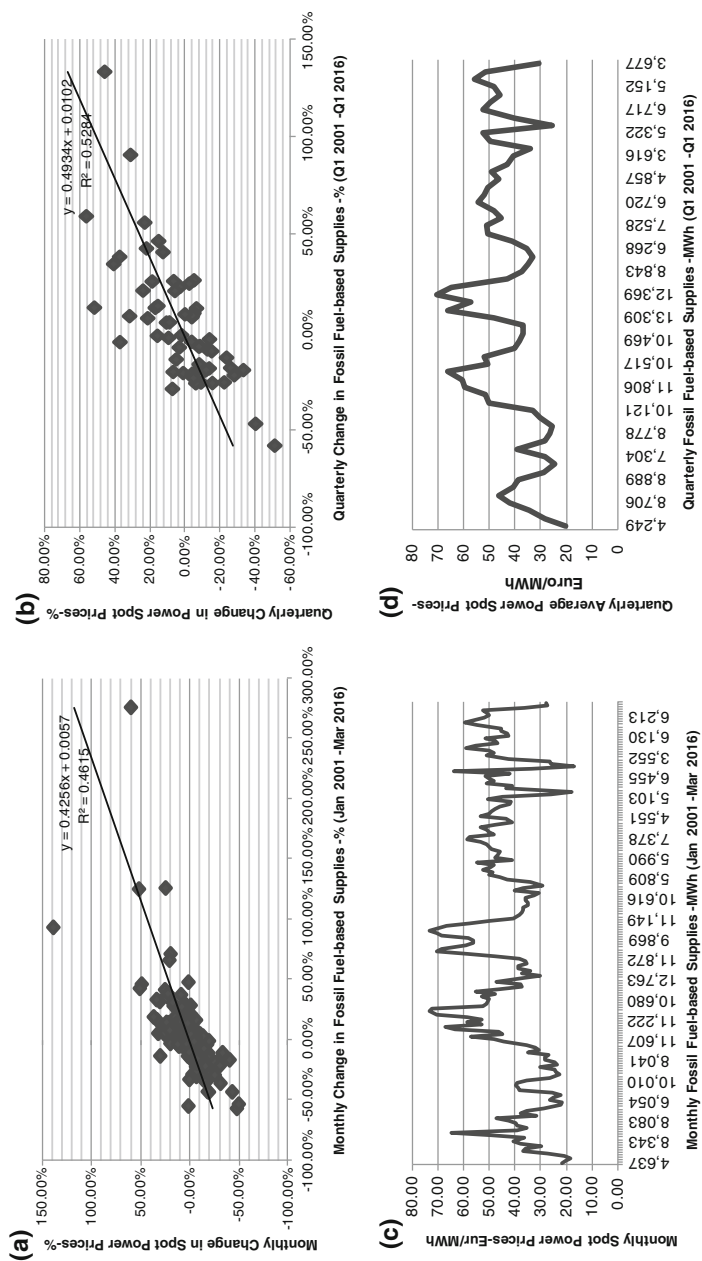 (a)
Monthly Change in Spot Power Prices-%
150.00%
100.00%
50.00%
0.00%
-50.00%
-100.00%
y = 0.4256x + 0.0057
R² = 0.4615
-100.00% -50.00% 0.00% 50.00% 100.00% 150.00% 200.00% 250.00% 300.00%
Monthly Change in Fossil Fuel-based Supplies -% (Jan 2001 -Mar 2016)
(b)
Quarterly Change in Power Spot Prices-%
80.00%
60.00%
40.00%
20.00%
0.00%
-20.00%
-40.00%
-60.00%
y = 0.4934x + 0.0102
R² = 0.5284
-100.00% -50.00% 0.00% 50.00% 100.00% 150.00%
Quarterly Change in Fossil Fuel-based Supplies -% (Q1 2001 -Q1 2016)
(c)
Monthly Spot Power Prices-Eur/MWh
80.00
70.00
60.00
50.00
40.00
30.00
20.00
10.00
0.00
4,637 8,343 8,083 6,054 10,010 8,041 11,607 11,222 10,680 12,763 11,872 9,869 11,149 10,616 5,809 5,990 7,378 4,551 5,103 6,455 3,552 6,130 6,213
Monthly Fossil Fuel-based Supplies -MWh (Jan 2001 -Mar 2016)
(d)
Quarterly Average Power Spot Prices-
Euro/MWh
80
70
60
50
40
30
20
10
0
4,249 8,706 8,889 7,304 8,778 10,121 11,806 10,517 10,469 13,309 12,369 8,843 6,268 7,528 6,720 4,857 3,616 5,322 6,717 5,152 3,677
Quarterly Fossil Fuel-based Supplies -MWh (Q1 2001 -Q1 2016)